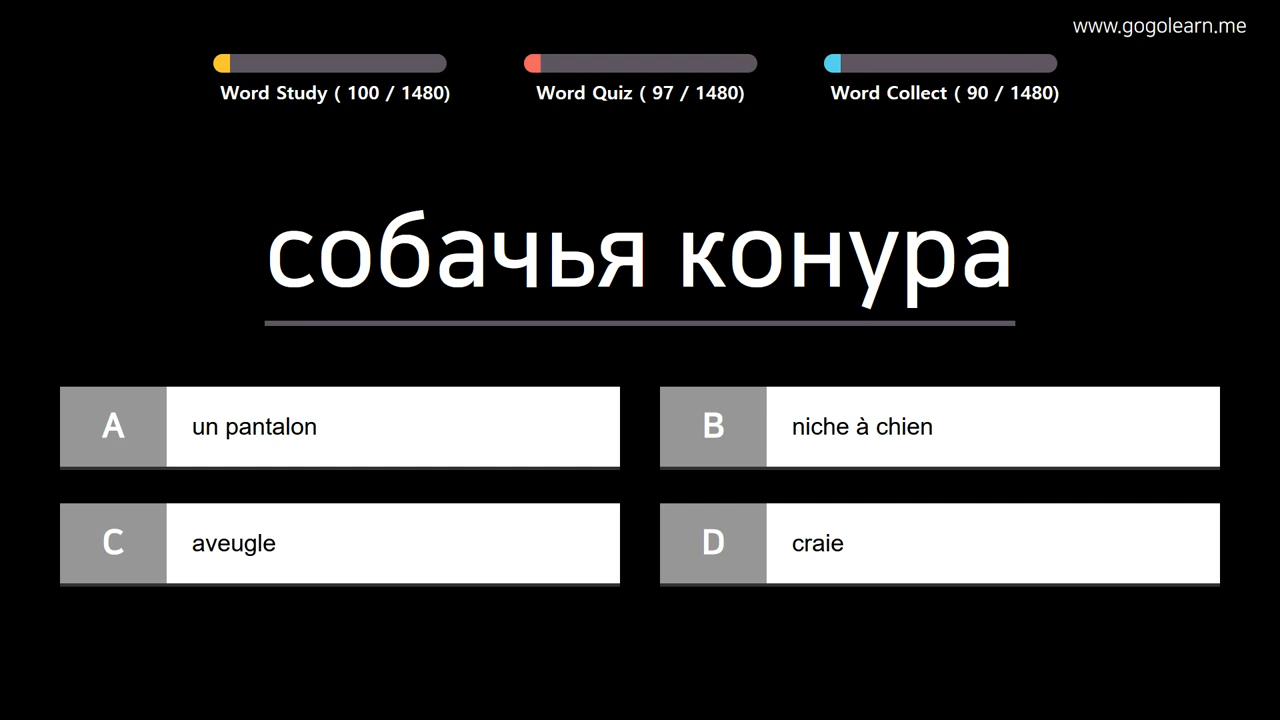 www.gogolearn.me
Word Study ( 100 / 1480)
Word Quiz ( 97 / 1480)
Word Collect ( 90 / 1480)
собачья конура
A un pantalon
B niche à chien
C aveugle
D craie